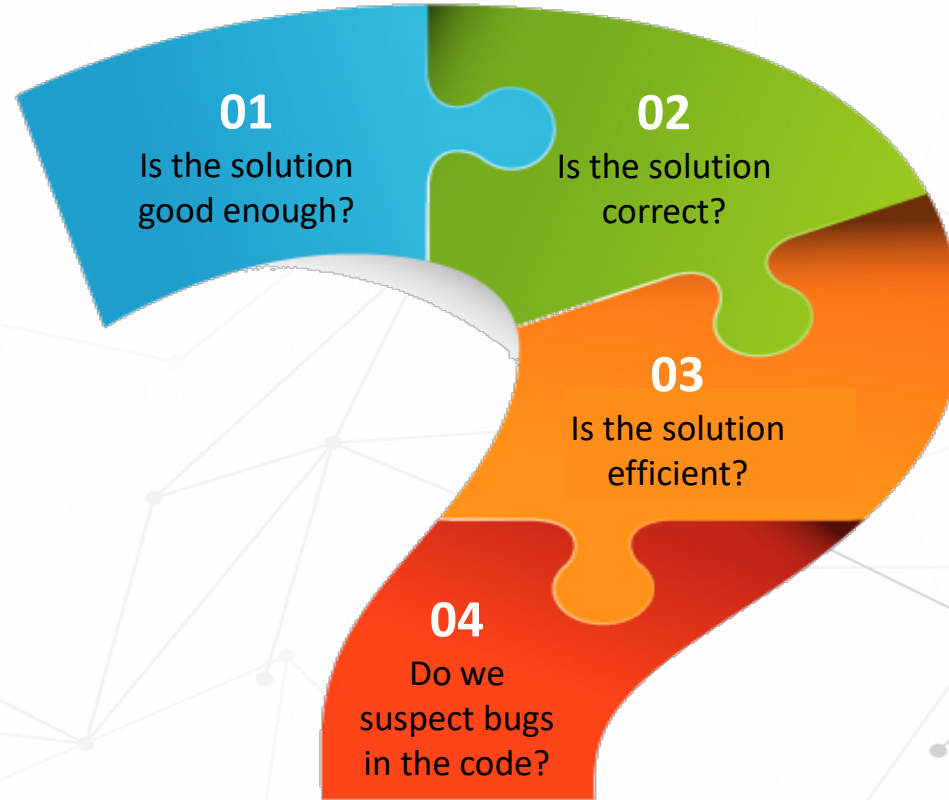 01
Is the solution
good enough?
02
Is the solution
correct?
03
Is the solution
efficient?
04
Do we
suspect bugs
in the code?